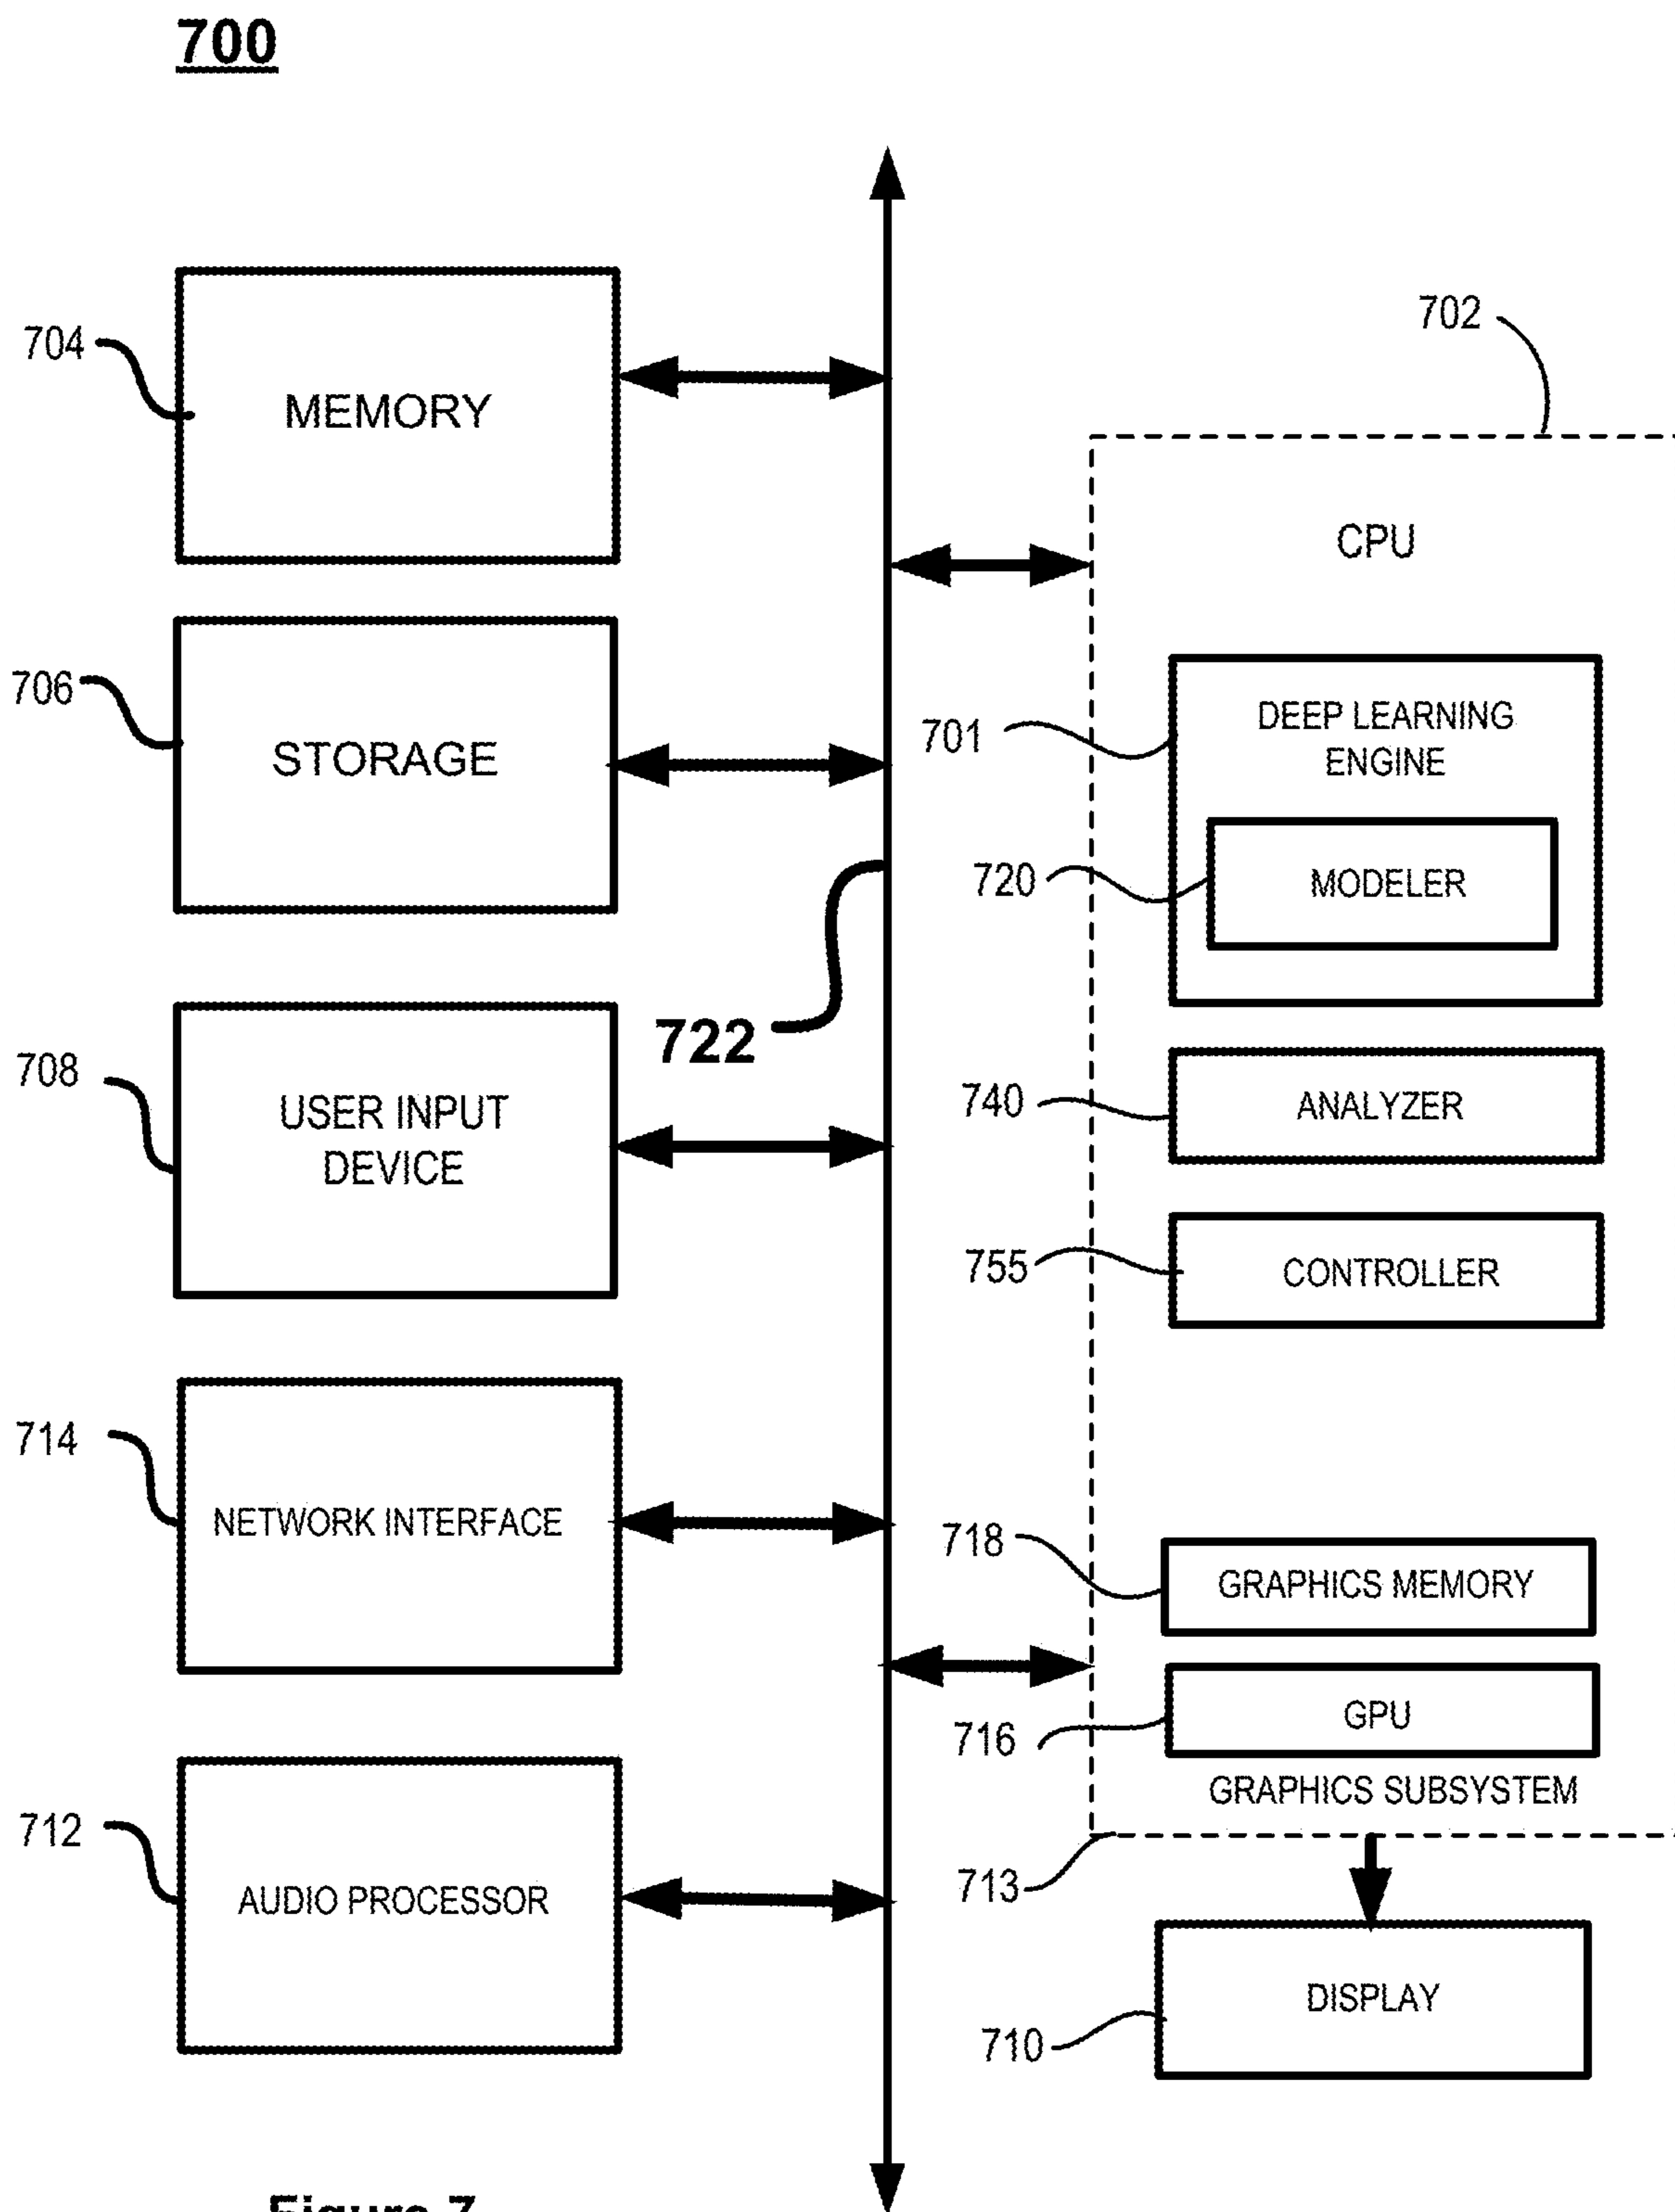 700
704
MEMORY
702
CPU
706
STORAGE
701
DEEP LEARNING
ENGINE
720
MODELER
722
708
USER INPUT
DEVICE
740
ANALYZER
755
CONTROLLER
714
NETWORK INTERFACE
718
GRAPHICS MEMORY
716
GPU
GRAPHICS SUBSYSTEM
712
AUDIO PROCESSOR
713
710
DISPLAY
Figure 7